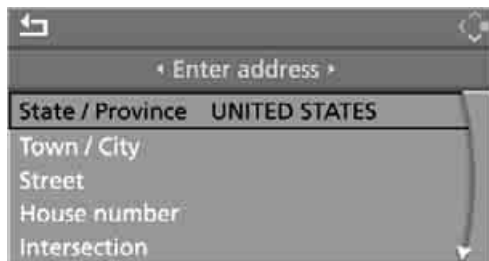 Enter address
State / Province UNITED STATES
Town / City
Street
House number
Intersection